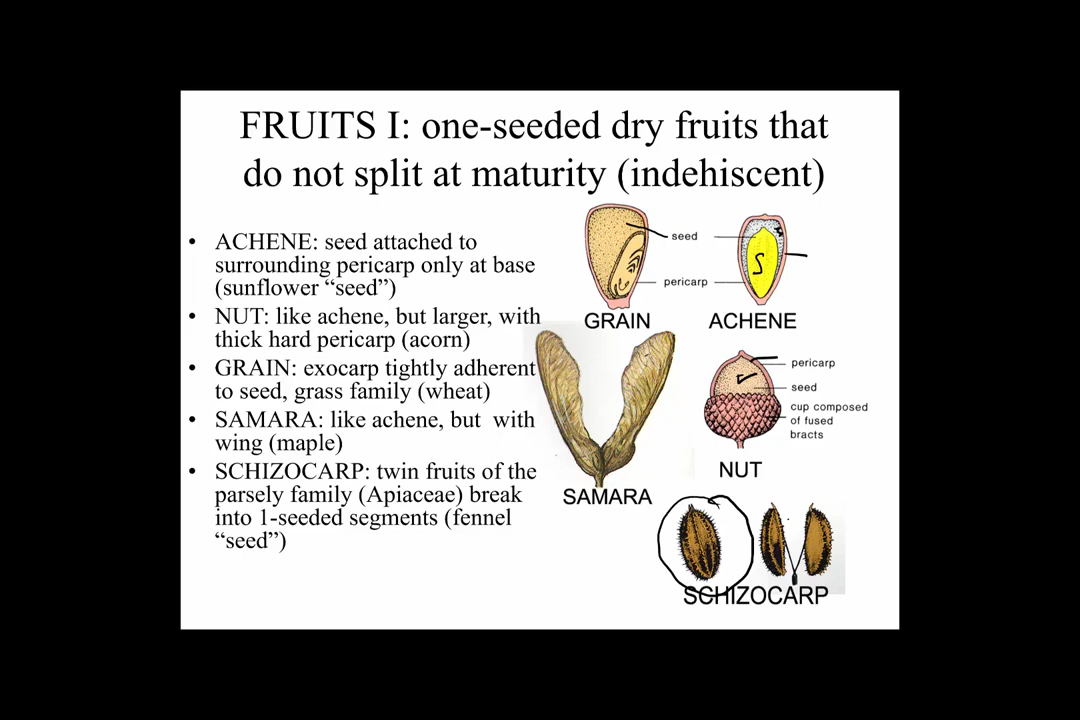 FRUITS I: one-seeded dry fruits that
do not split at maturity (indehiscent)
• ACHENE: seed attached to
surrounding pericarp only at base
(sunflower “seed”)
• NUT: like achene, but larger, with
thick hard pericarp (acorn)
• GRAIN: exocarp tightly adherent
to seed, grass family (wheat)
• SAMARA: like achene, but with
wing (maple)
• SCHIZOCARP: twin fruits of the
parsely family (Apiaceae) break
into 1-seeded segments (fennel
“seed”)
seed
pericarp
S
GRAIN
ACHENE
pericarp
seed
cup composed
of fused
bracts
NUT
SAMARA
SCHIZOCARP